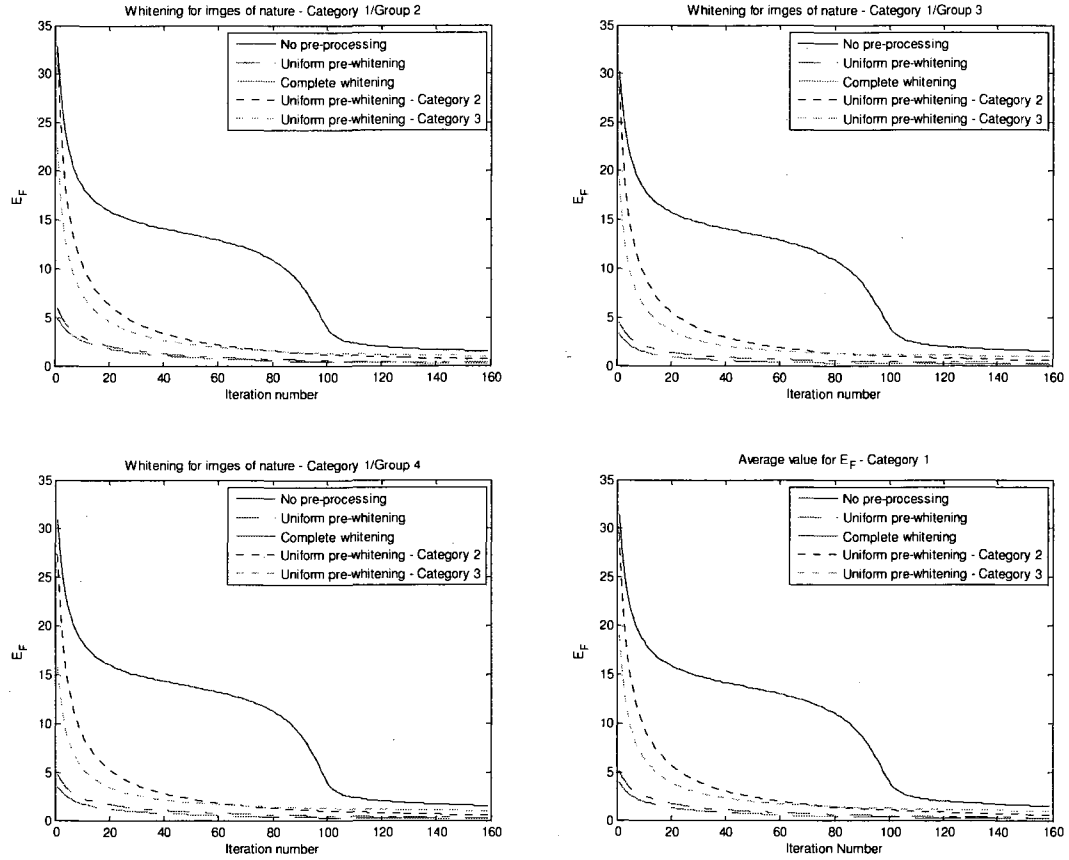 Whitening for imges of nature - Category 1/Group 2
35
30
25
20
15
10
5
0
E_F
No pre-processing
Uniform pre-whitening
Complete whitening
Uniform pre-whitening - Category 2
Uniform pre-whitening - Category 3
0 20 40 60 80 100 120 140 160
Iteration number
Whitening for imges of nature - Category 1/Group 3
35
30
25
20
15
10
5
0
E_F
No pre-processing
Uniform pre-whitening
Complete whitening
Uniform pre-whitening - Category 2
Uniform pre-whitening - Category 3
0 20 40 60 80 100 120 140 160
Iteration number
Whitening for imges of nature - Category 1/Group 4
35
30
25
20
15
10
5
0
E_F
No pre-processing
Uniform pre-whitening
Complete whitening
Uniform pre-whitening - Category 2
Uniform pre-whitening - Category 3
0 20 40 60 80 100 120 140 160
Iteration number
Average value for E_F - Category 1
35
30
25
20
15
10
5
0
E_F
No pre-processing
Uniform pre-whitening
Complete whitening
Uniform pre-whitening - Category 2
Uniform pre-whitening - Category 3
0 20 40 60 80 100 120 140 160
Iteration Number